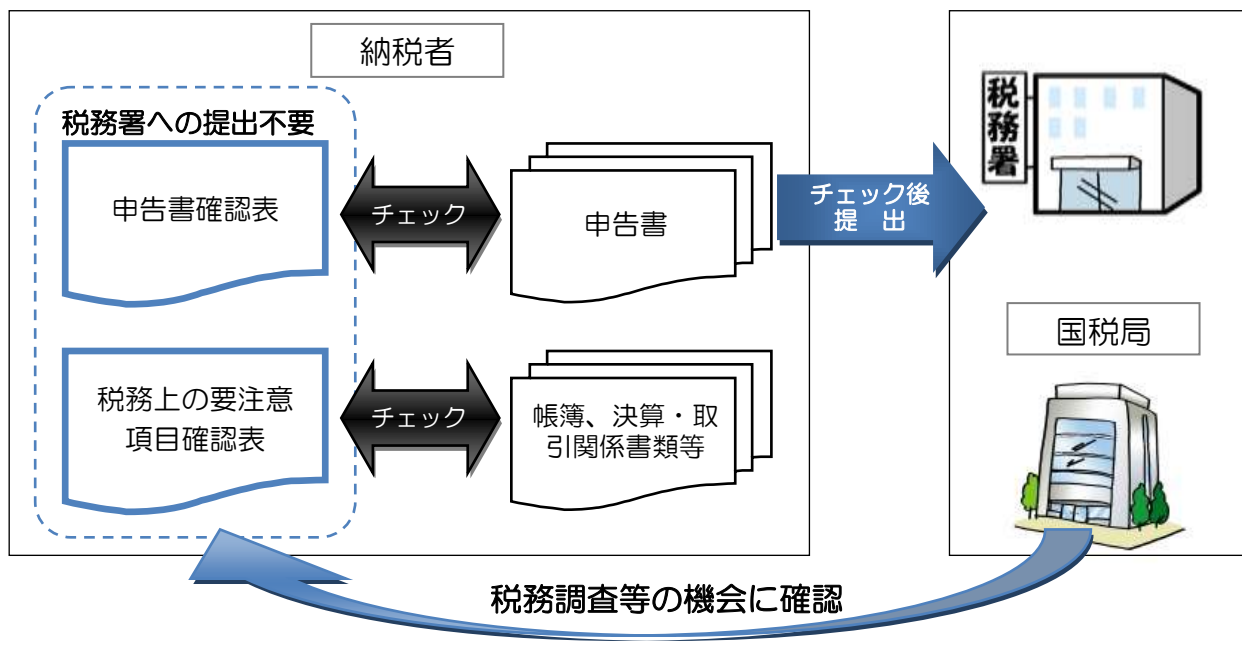 納税者
税務署への提出不要
申告書確認表
チェック
申告書
チェック後
提　出
税務署
税務上の要注意
項目確認表
チェック
帳簿、決算・取
引関係書類等
国税局
税務調査等の機会に確認